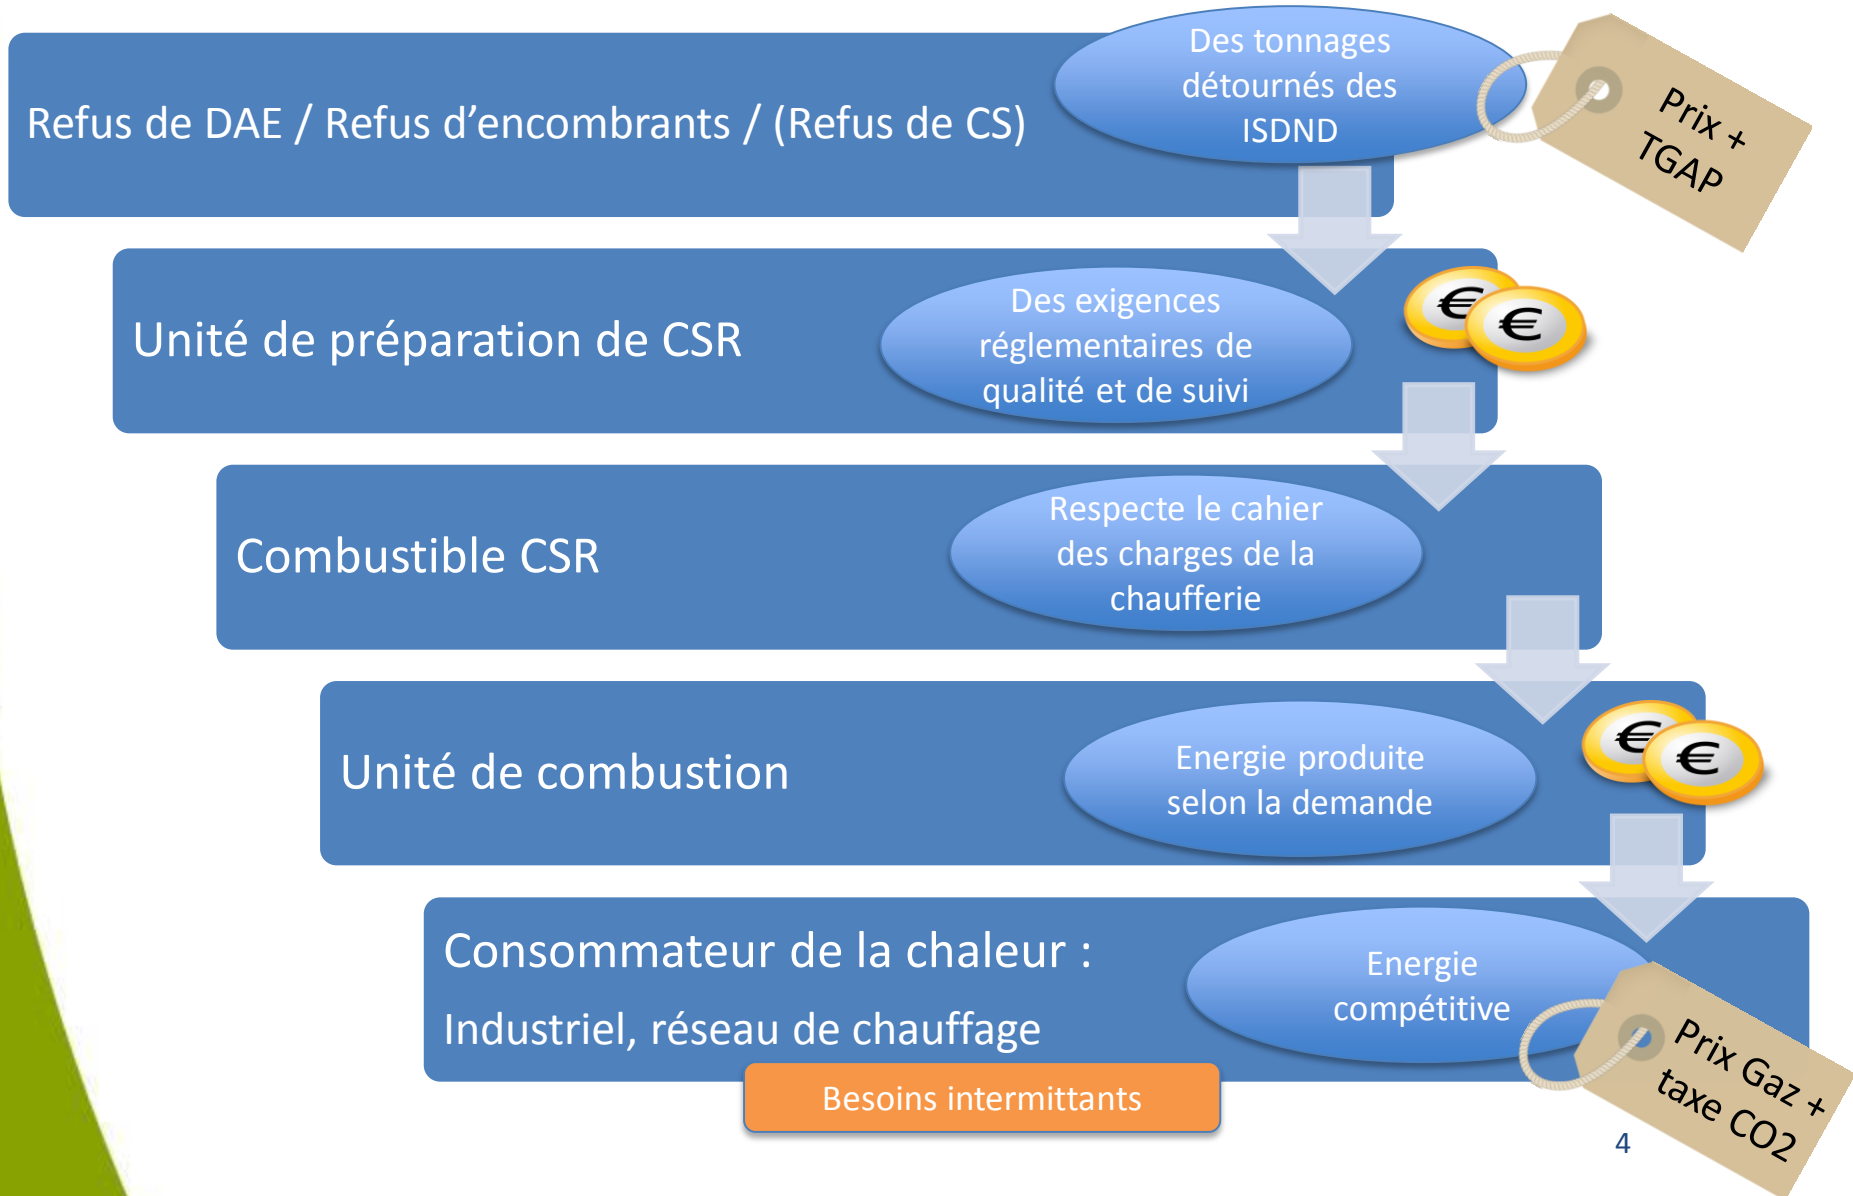 Des tonnages
détournés des
ISDND
Prix +
TGAP
Refus de DAE / Refus d'encombrants / (Refus de CS)
Des exigences
réglementaires de
qualité et de suivi
€
€
Unité de préparation de CSR
Respecte le cahier
des charges de la
chaufferie
Combustible CSR
Energie produite
selon la demande
€
€
Unité de combustion
Consommateur de la chaleur :
Industriel, réseau de chauffage
Energie
compétitive
Prix Gaz +
taxe CO2
Besoins intermittants
4